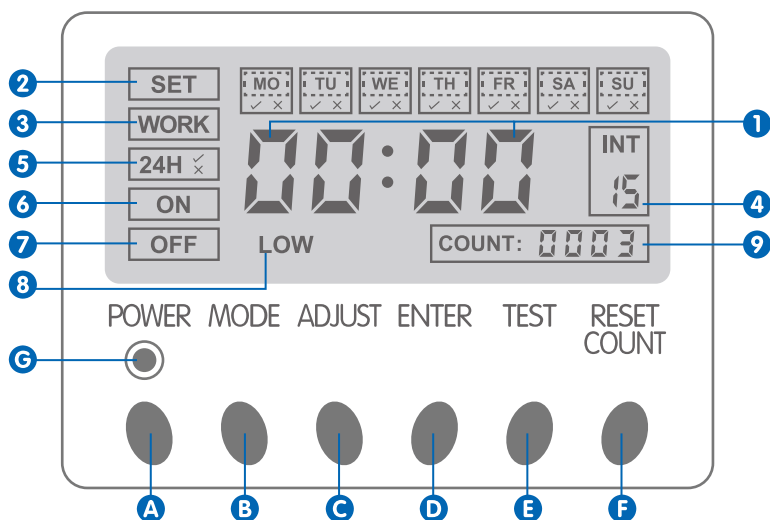 2 SET MO TU WE TH FR SA SU
3 WORK 00:00 INT 1
5 24H 15 4
6 ON
7 OFF LOW COUNT: 0003 9
8
POWER MODE ADJUST ENTER TEST RESET COUNT
G
A B C D E F